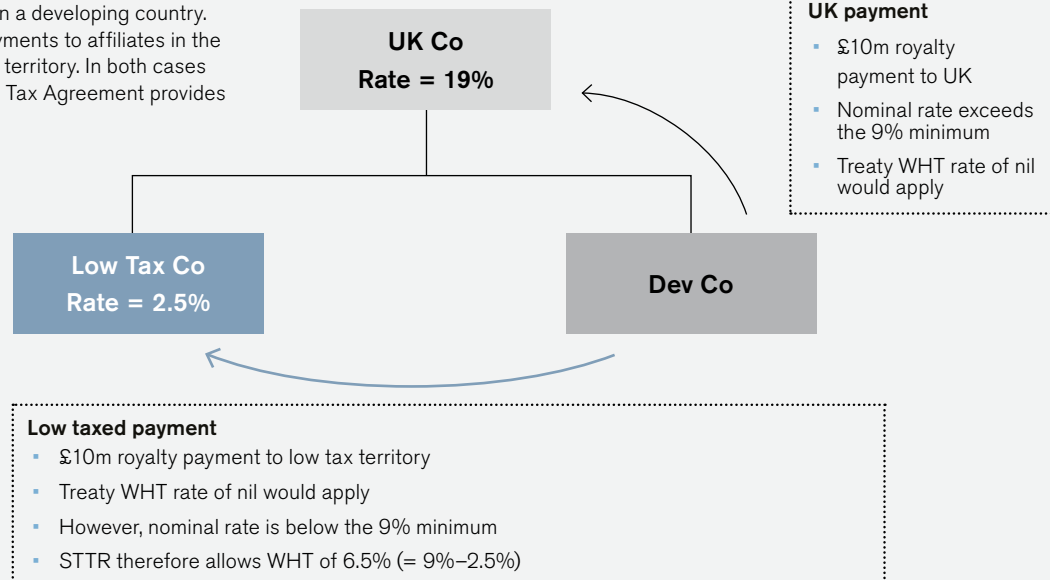 n a developing country.
yments to affiliates in the
territory. In both cases
Tax Agreement provides
UK Co
Rate = 19%
UK payment
▪ £10m royalty
payment to UK
▪ Nominal rate exceeds
the 9% minimum
▪ Treaty WHT rate of nil
would apply
Low Tax Co
Rate = 2.5%
Dev Co
Low taxed payment
▪ £10m royalty payment to low tax territory
▪ Treaty WHT rate of nil would apply
▪ However, nominal rate is below the 9% minimum
▪ STTR therefore allows WHT of 6.5% (= 9%–2.5%)